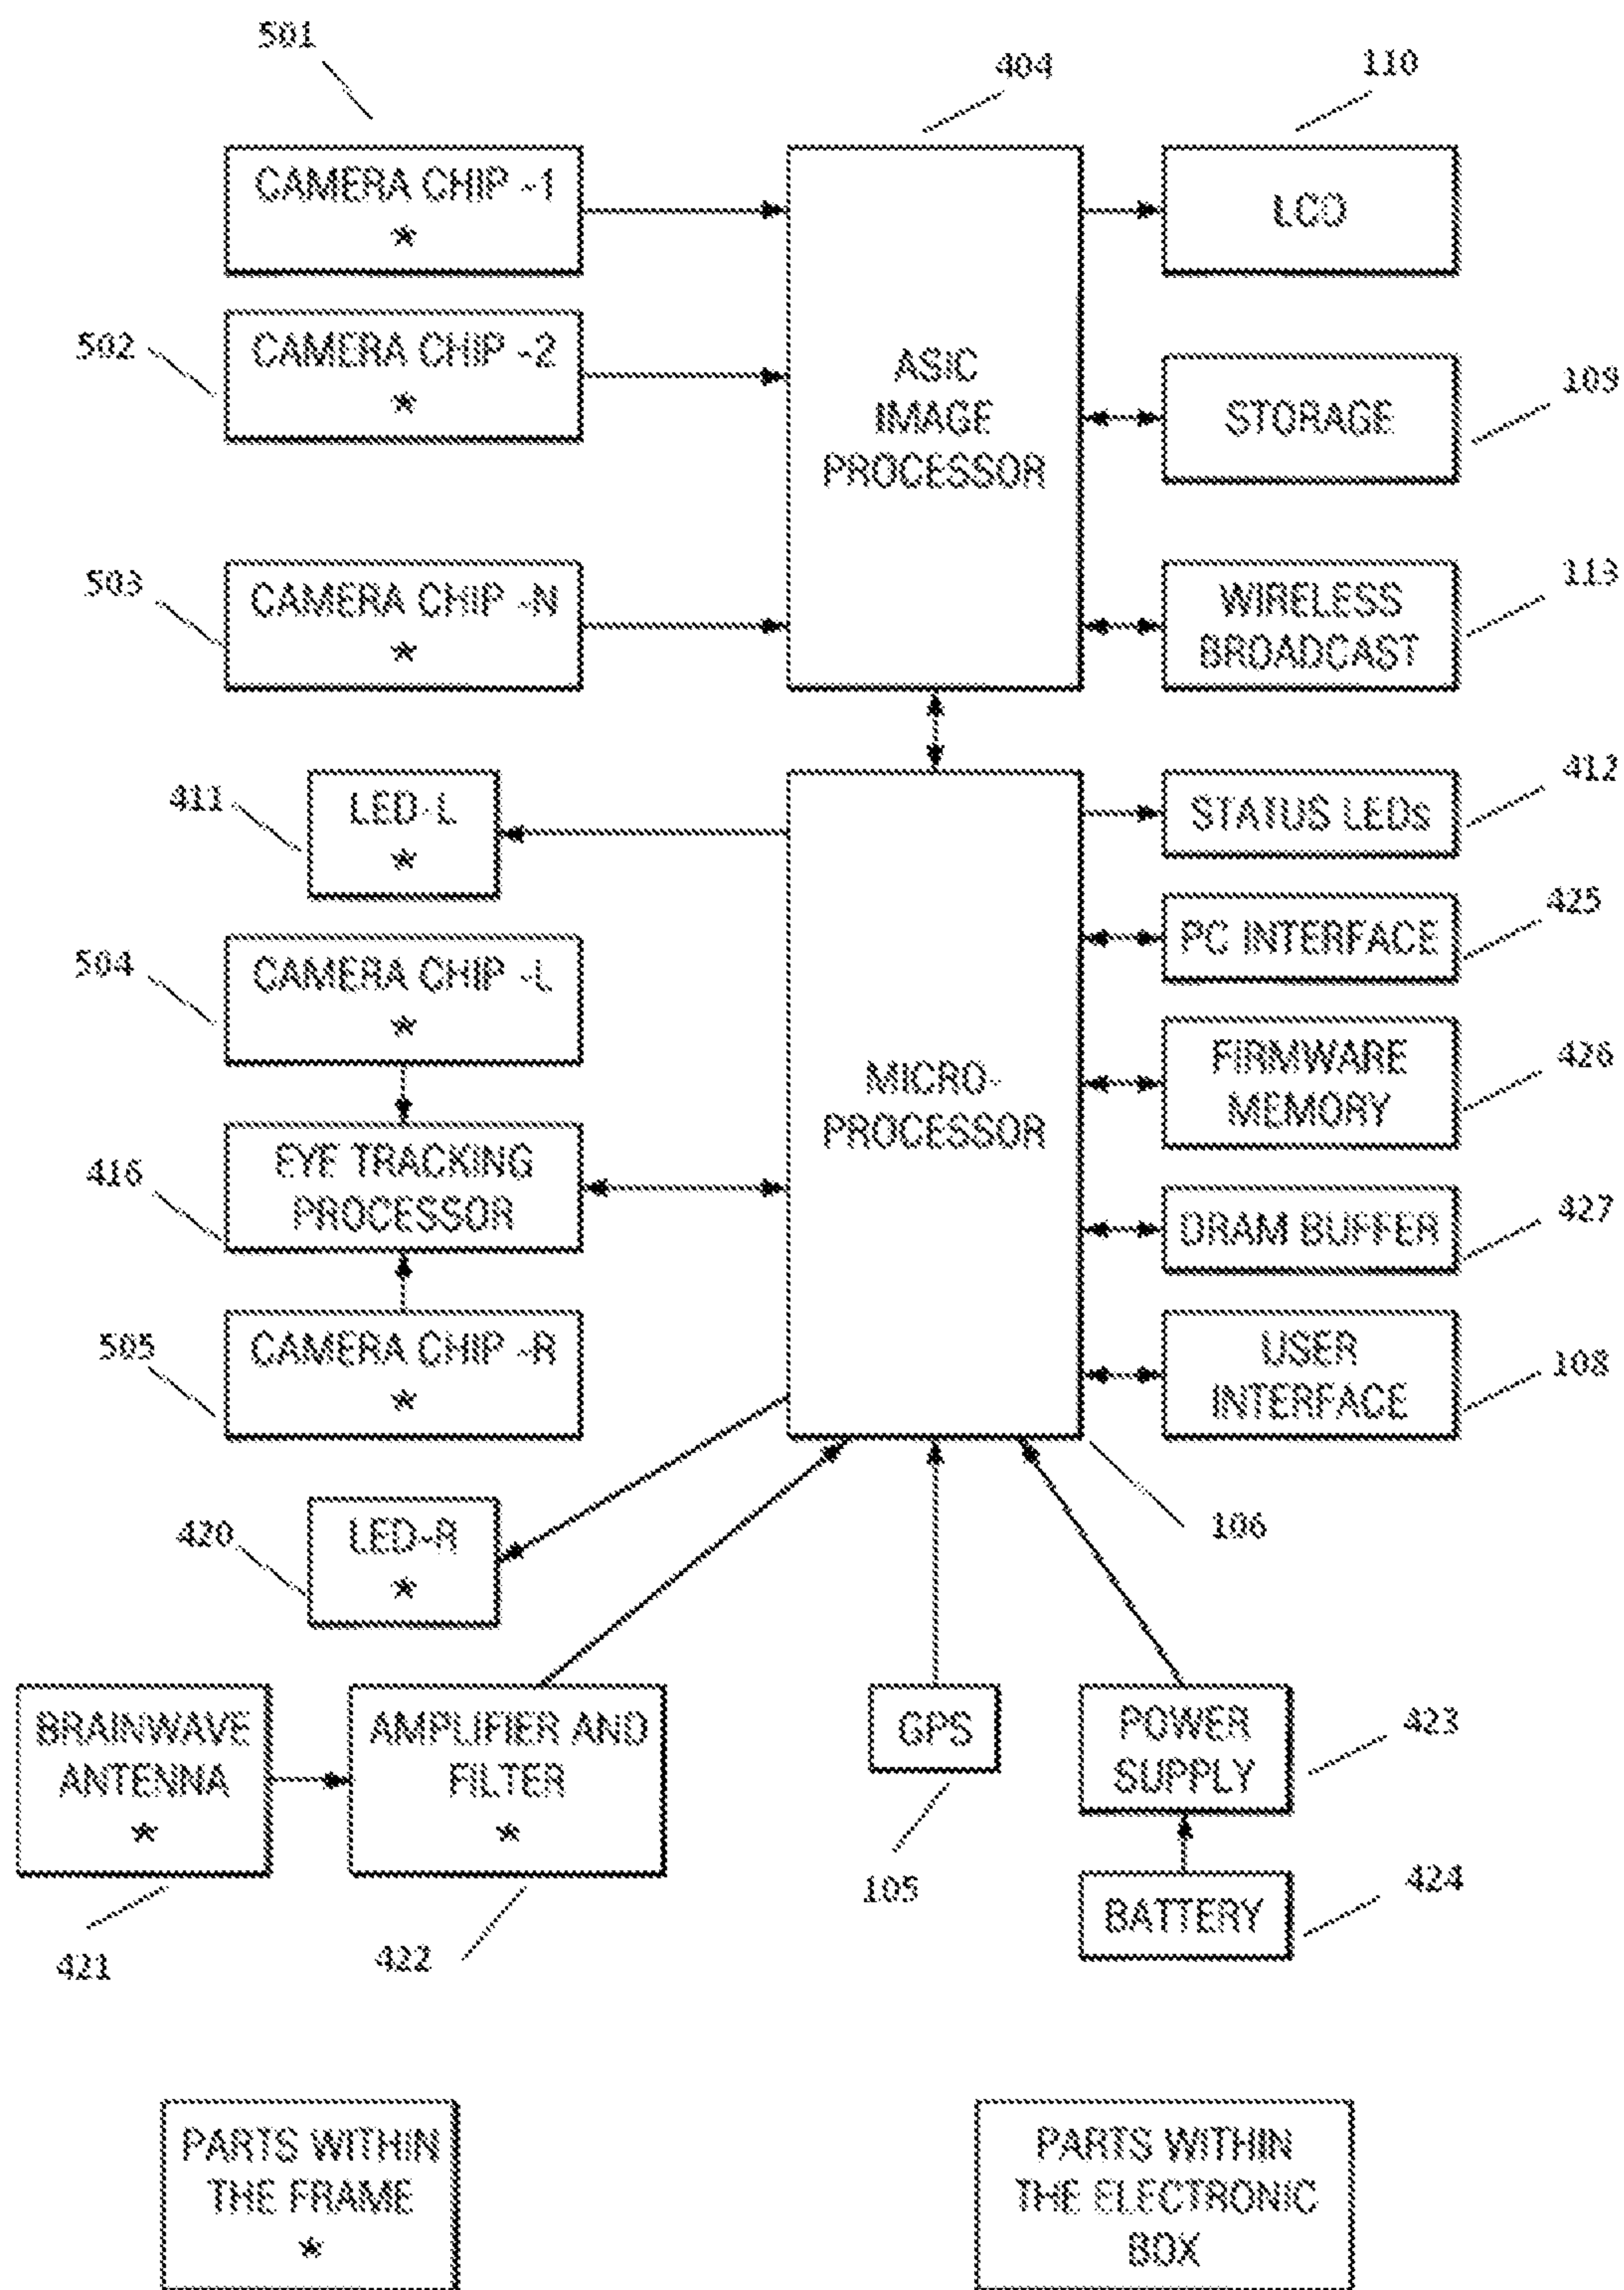 501
404
110
CAMERA CHIP -1
*
LCD
502
CAMERA CHIP -2
*
ASIC
IMAGE
PROCESSOR
STORAGE
109
503
CAMERA CHIP -N
*
WIRELESS
BROADCAST
113
411
LED-L
*
STATUS LEDs
412
PC INTERFACE
425
504
CAMERA CHIP -L
*
MICRO-
PROCESSOR
FIRMWARE
MEMORY
426
416
EYE TRACKING
PROCESSOR
DRAM BUFFER
427
505
CAMERA CHIP -R
*
USER
INTERFACE
108
106
420
LED-R
*
BRAINWAVE
ANTENNA
*
AMPLIFIER AND
FILTER
*
GPS
POWER
SUPPLY
423
105
BATTERY
424
421
422
PARTS WITHIN
THE FRAME
*
PARTS WITHIN
THE ELECTRONIC
BOX